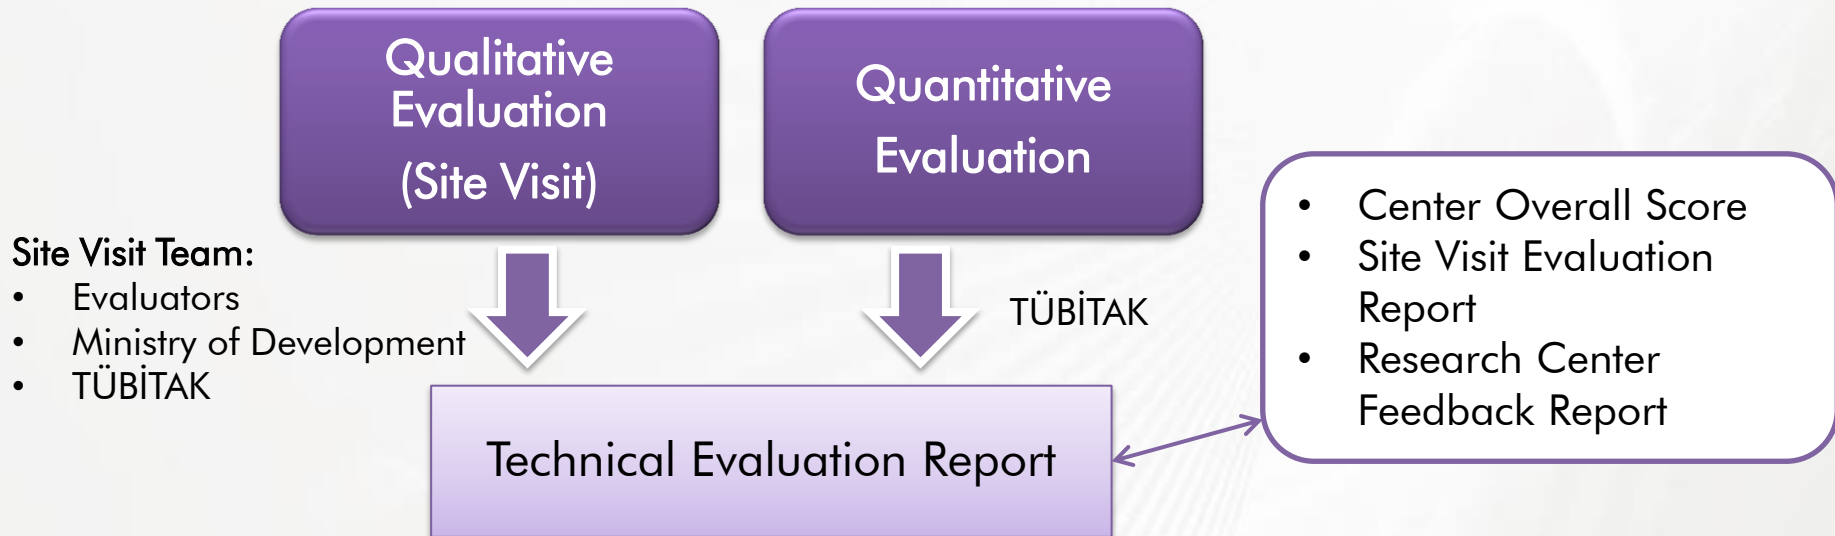 Qualitative
Evaluation
(Site Visit)
Quantitative
Evaluation
Site Visit Team:
• Evaluators
• Ministry of Development
• TÜBİTAK
TÜBİTAK
• Center Overall Score
• Site Visit Evaluation
Report
• Research Center
Feedback Report
Technical Evaluation Report